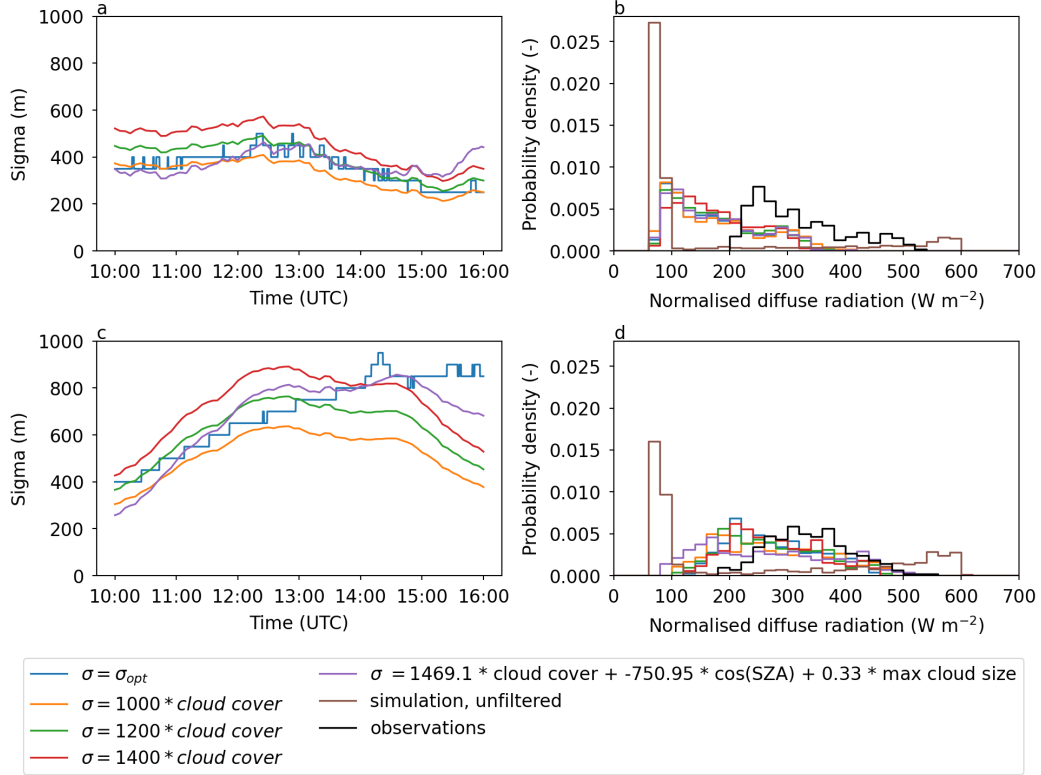 a
1000
800
600
400
200
0
Sigma (m)
10:00 11:00 12:00 13:00 14:00 15:00 16:00
Time (UTC)
b
0.025
0.020
0.015
0.010
0.005
0.000
Probability density (-)
0 100 200 300 400 500 600 700
Normalised diffuse radiation (W m⁻²)
c
1000
800
600
400
200
0
Sigma (m)
10:00 11:00 12:00 13:00 14:00 15:00 16:00
Time (UTC)
d
0.025
0.020
0.015
0.010
0.005
0.000
Probability density (-)
0 100 200 300 400 500 600 700
Normalised diffuse radiation (W m⁻²)
σ = σ_opt
σ = 1000 * cloud cover
σ = 1200 * cloud cover
σ = 1400 * cloud cover
σ = 1469.1 * cloud cover + -750.95 * cos(SZA) + 0.33 * max cloud size
simulation, unfiltered
observations